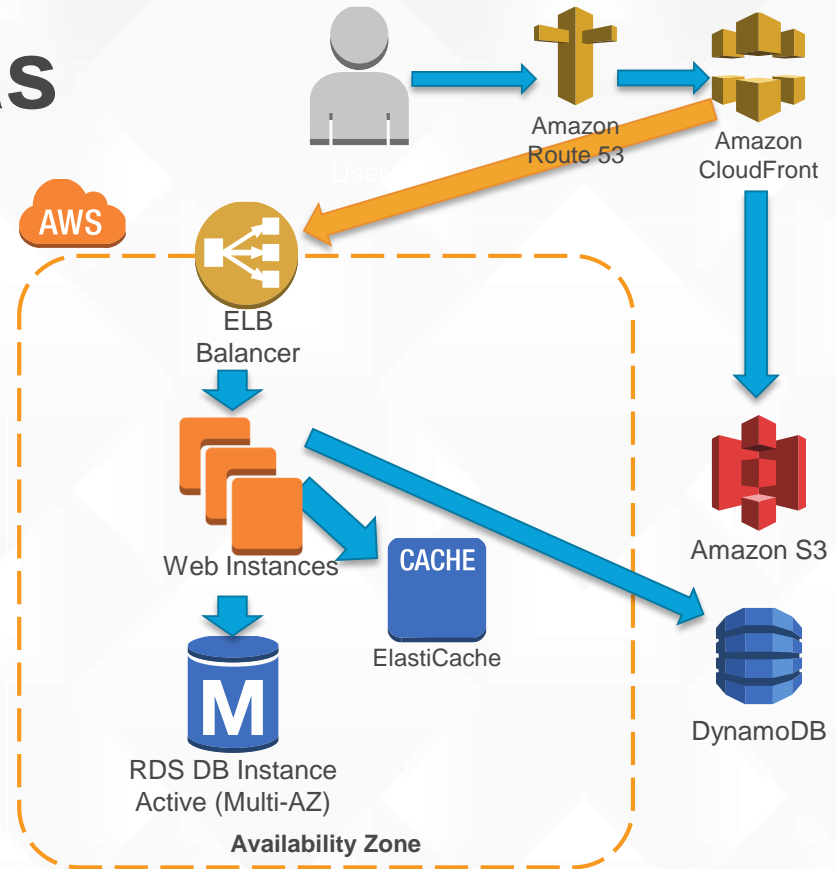 AS
User
Amazon
Route 53
Amazon
CloudFront
AWS
ELB
Balancer
Web Instances
CACHE
ElastiCache
Amazon S3
M
DynamoDB
RDS DB Instance
Active (Multi-AZ)
Availability Zone